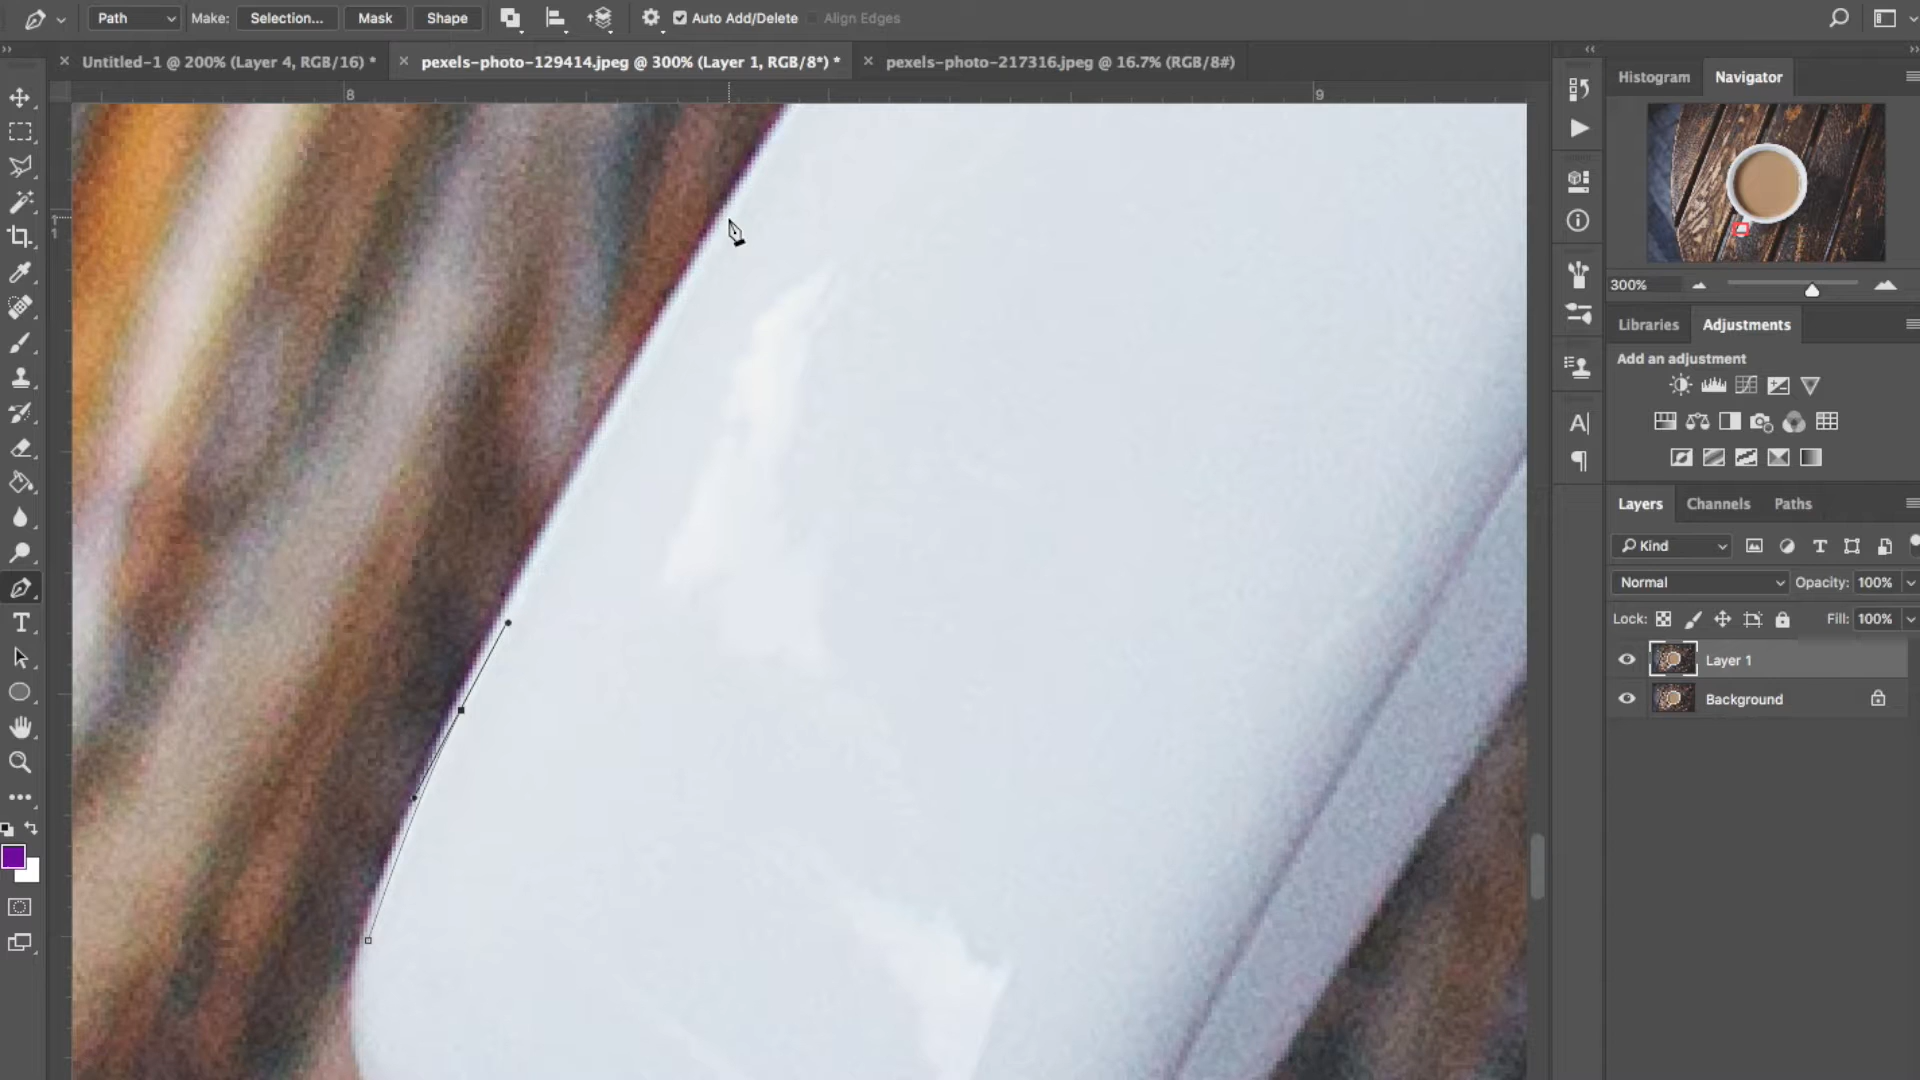 Path Make: Selection... Mask Shape Auto Add/Delete Align Edges
Untitled-1 @ 200% (Layer 4, RGB/16) * pexels-photo-129414.jpeg @ 300% (Layer 1, RGB/8*) * pexels-photo-217316.jpeg @ 16.7% (RGB/8#)
8 9
1
1
Histogram Navigator
300%
Libraries Adjustments
Add an adjustment
Layers Channels Paths
Kind
Normal Opacity: 100%
Lock: Fill: 100%
Layer 1
Background